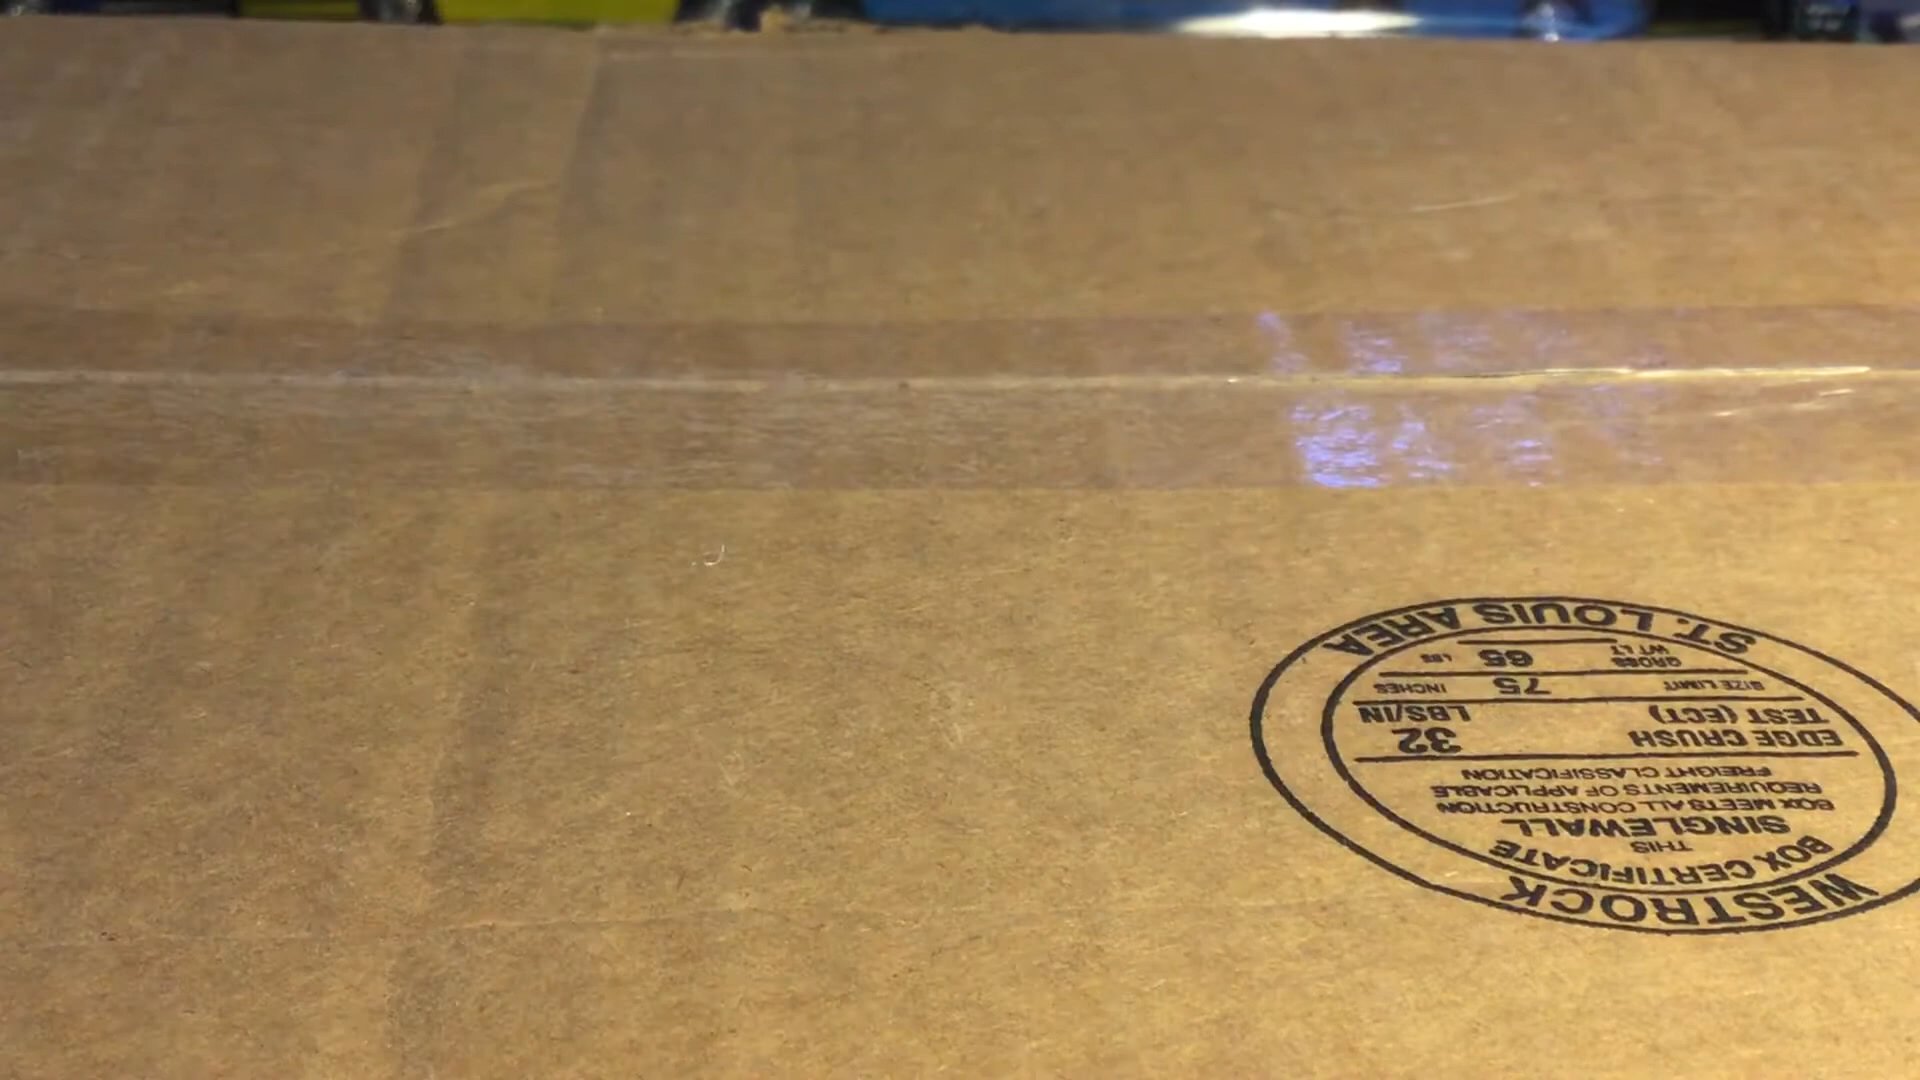 WESTROCK
BOX CERTIFICATE
THIS
SINGLEWALL
BOX MEETS ALL CONSTRUCTION
REQUIREMENTS OF APPLICABLE
FREIGHT CLASSIFICATION
EDGE CRUSH 32
TEST (ECT) LBS/IN
SIZE LIMIT 75 INCHES
GROSS 65 LBS
WT LT
ST. LOUIS AREA